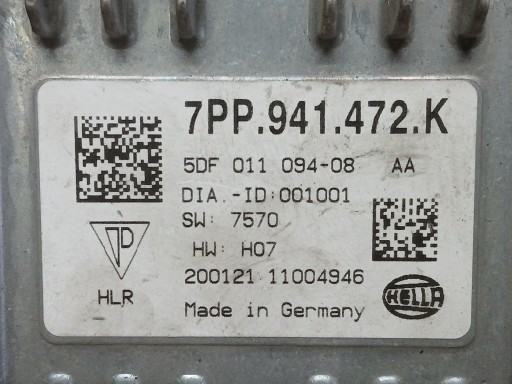 7PP.941.472.K
5DF 011 094-08 AA
DIA.-ID:001001
SW: 7570
HW: H07
200121 11004946
HLR
Made in Germany
HELLA